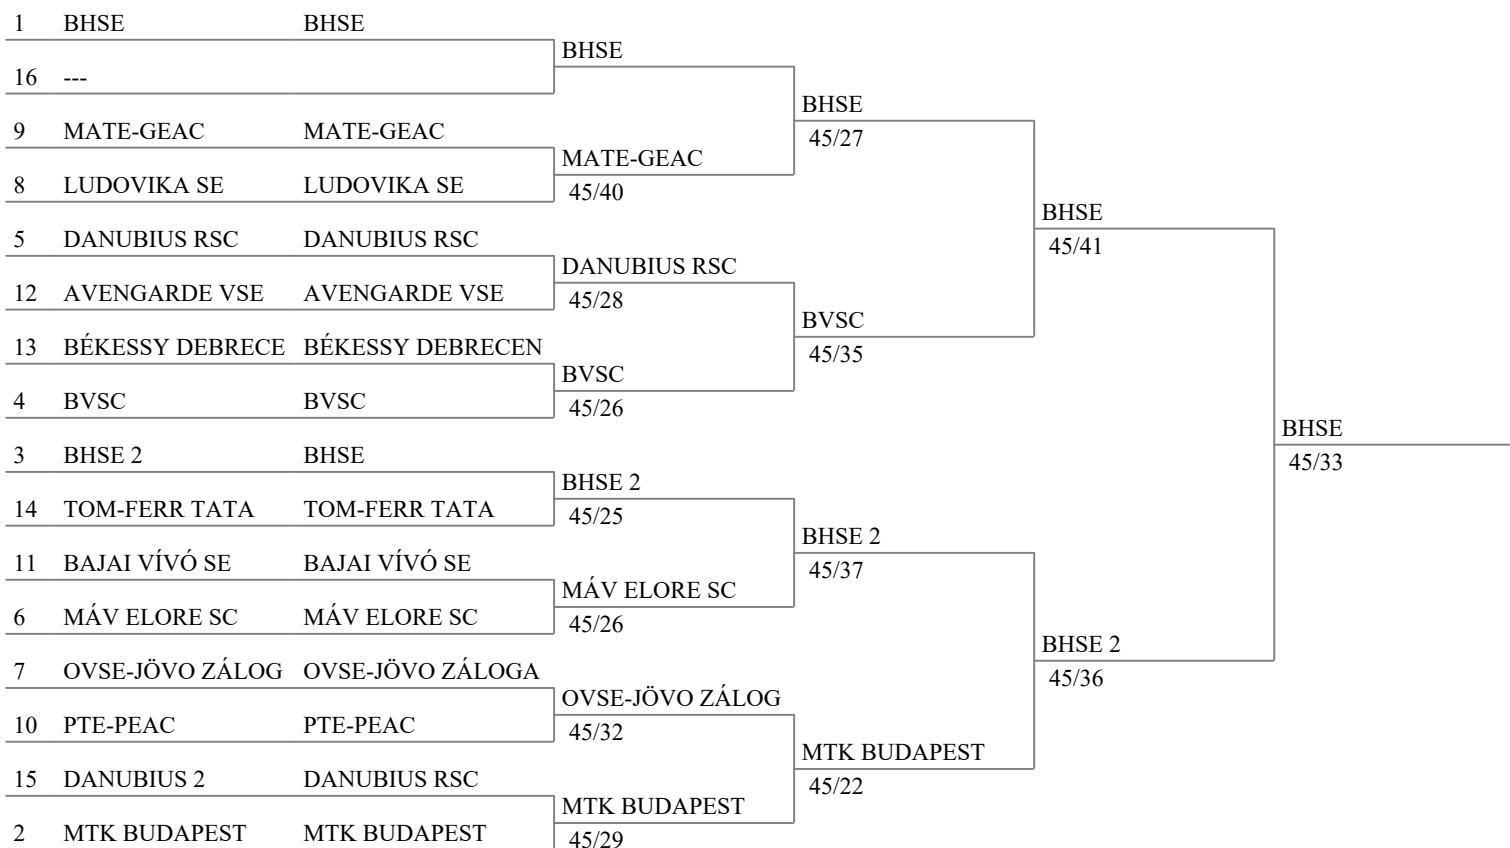 1 BHSE BHSE
BHSE
16 ---
BHSE
45/27
9 MATE-GEAC MATE-GEAC
MATE-GEAC
45/40
8 LUDOVIKA SE LUDOVIKA SE
BHSE
45/41
5 DANUBIUS RSC DANUBIUS RSC
DANUBIUS RSC
45/28
12 AVENGARDE VSE AVENGARDE VSE
BVSC
45/35
13 BÉKESSY DEBRECE BÉKESSY DEBRECEN
BVSC
45/26
4 BVSC BVSC
BHSE
45/33
3 BHSE 2 BHSE
BHSE 2
45/25
14 TOM-FERR TATA TOM-FERR TATA
BHSE 2
45/37
11 BAJAI VÍVÓ SE BAJAI VÍVÓ SE
MÁV ELORE SC
45/26
6 MÁV ELORE SC MÁV ELORE SC
BHSE 2
45/36
7 OVSE-JÖVO ZÁLOG OVSE-JÖVO ZÁLOGA
OVSE-JÖVO ZÁLOG
45/32
10 PTE-PEAC PTE-PEAC
MTK BUDAPEST
45/22
15 DANUBIUS 2 DANUBIUS RSC
MTK BUDAPEST
45/29
2 MTK BUDAPEST MTK BUDAPEST